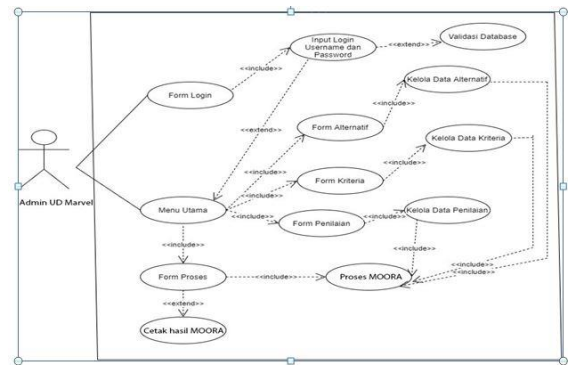 Input Login
Username dan
Password
<<extend>>
Validasi Database
<<include>>
Form Login
Kelola Data Alternatif
<<include>>
<<extend>>
Form Alternatif
Kelola Data Kriteria
<<include>>
<<include>>
Form Kriteria
<<include>>
Admin UD Marvel
Menu Utama
<<include>>
Form Penilaian
<<include>>
Kelola Data Penilaian
<<include>>
<<include>>
<<include>>
<<include>>
Form Proses
<<include>>
Proses MOORA
<<extend>>
Cetak hasil MOORA